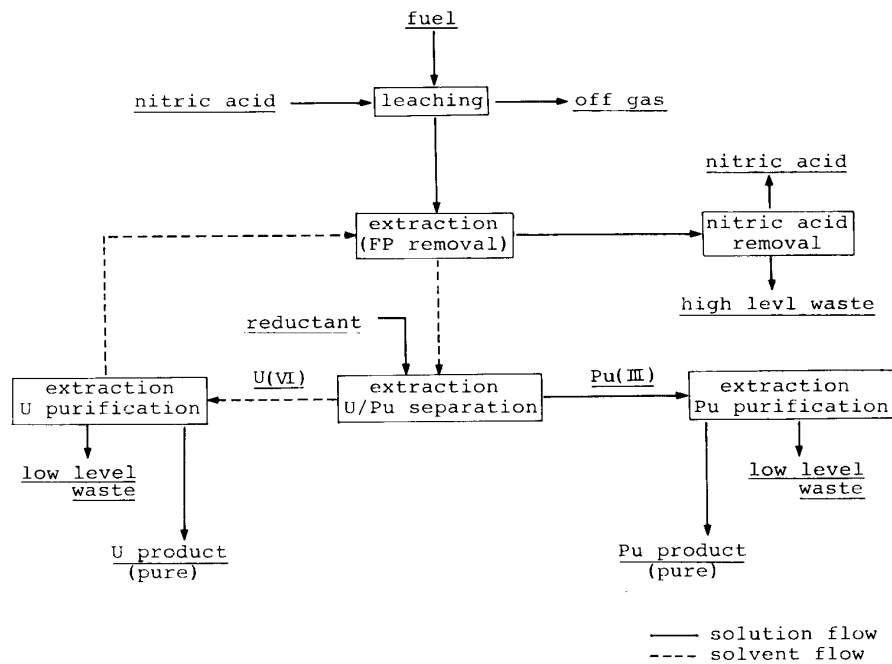 fuel
nitric acid
leaching
off gas
nitric acid
extraction
(FP removal)
nitric acid
removal
high levl waste
reductant
U(VI)
Pu(III)
extraction
U purification
extraction
U/Pu separation
extraction
Pu purification
low level
waste
low level
waste
U product
(pure)
Pu product
(pure)
solution flow
solvent flow